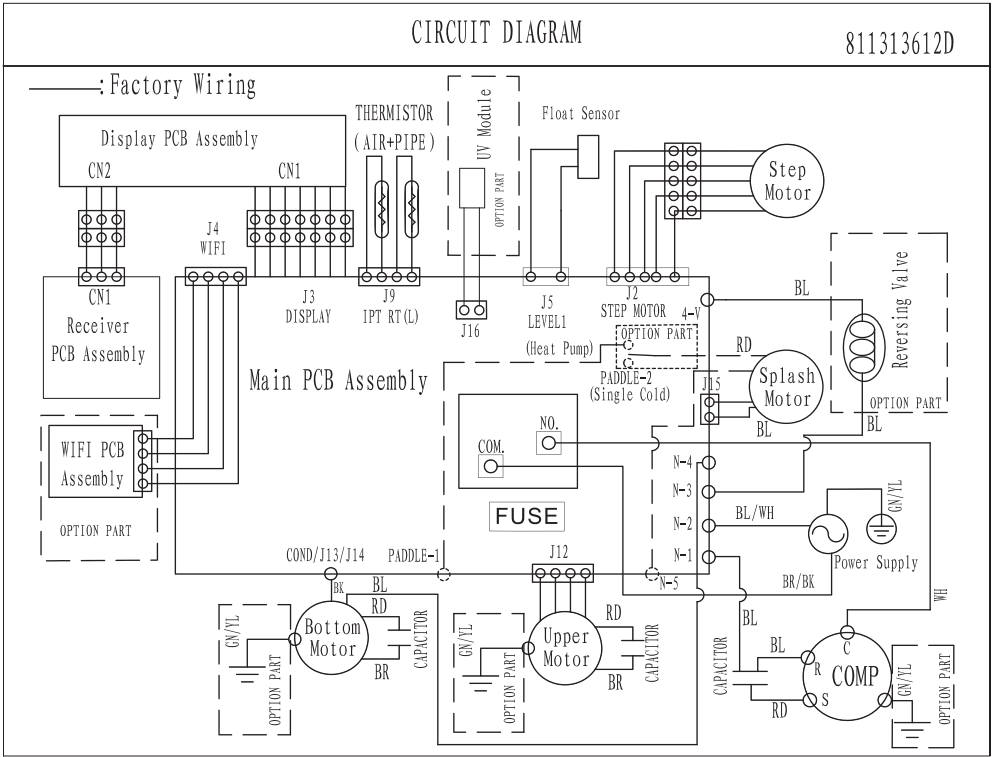 CIRCUIT DIAGRAM
811313612D
:Factory Wiring
Display PCB Assembly
CN2
CN1
THERMISTOR
(AIR+PIPE)
UV Module
OPTION PART
Float Sensor
Step
Motor
J4
WIFI
CN1
Receiver
PCB Assembly
J3
DISPLAY
J9
IPT RT(L)
J16
J5
LEVEL1
J2
STEP MOTOR
4-V
BL
Reversing Valve
OPTION PART
BL
(Heat Pump)
OPTION PART
PADDLE-2
(Single Cold)
RD
J15
Splash
Motor
BL
Main PCB Assembly
WIFI PCB
Assembly
OPTION PART
COM.
NO.
FUSE
N-4
N-3
N-2
N-1
N-5
BL/WH
GN/YL
Power Supply
BR/BK
COND/J13/J14
PADDLE-1
J12
BK
BL
RD
Bottom
Motor
BR
CAPACITOR
GN/YL
OPTION PART
GN/YL
OPTION PART
Upper
Motor
RD
BR
CAPACITOR
BL
WH
CAPACITOR
BL
RD
C
R
S
COMP
GN/YL
OPTION PART